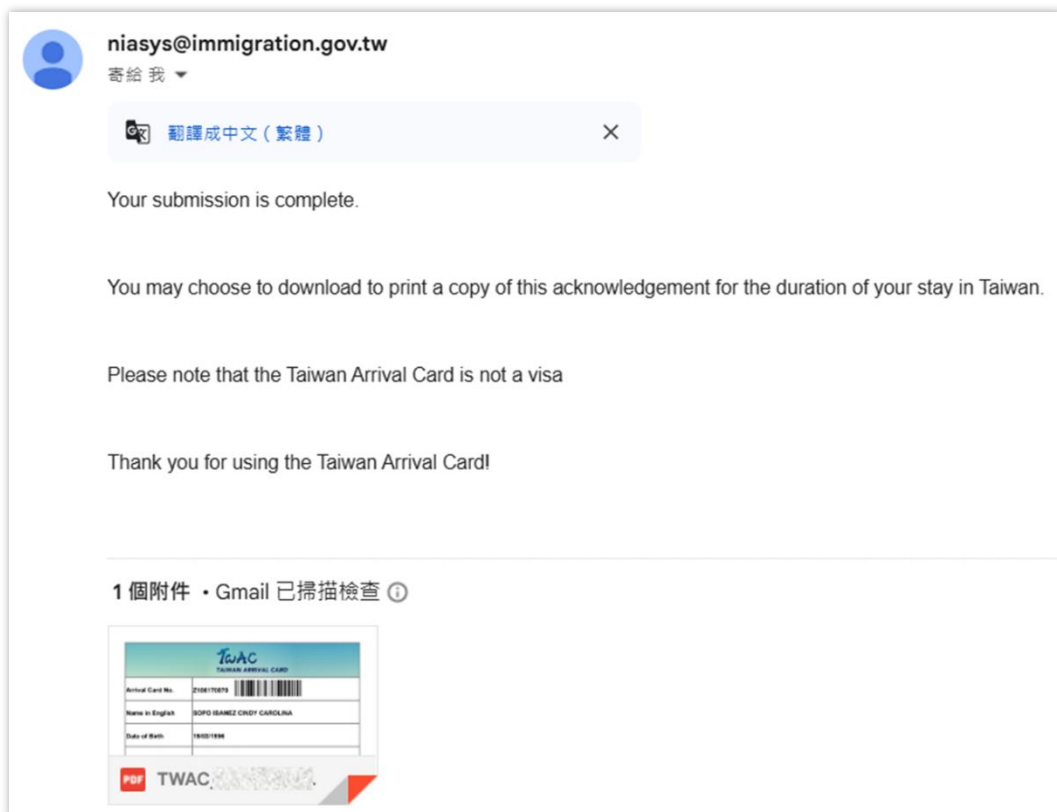 niasys@immigration.gov.tw
寄給 我
翻譯成中文（繁體）
Your submission is complete.
You may choose to download to print a copy of this acknowledgement for the duration of your stay in Taiwan.
Please note that the Taiwan Arrival Card is not a visa
Thank you for using the Taiwan Arrival Card!
1 個附件 • Gmail 已掃描檢查
TWAC
TAIWAN ARRIVAL CARD
Arrival Card No.
Name in English SOPO IBANEZ CINDY CAROLINA
Date of Birth
PDF TWAC